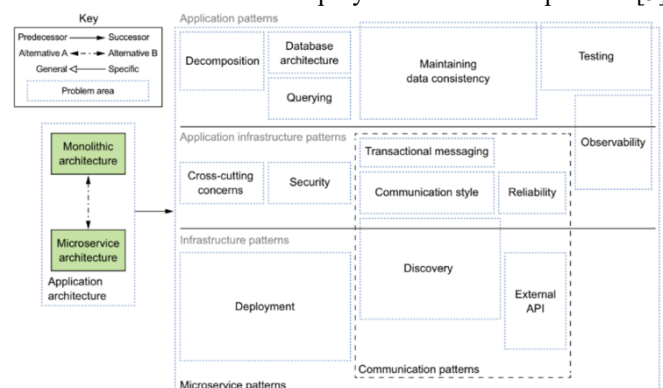 Key
Predecessor
Successor
Alternative A
Alternative B
General
Specific
Problem area
Monolithic
architecture
Microservice
architecture
Application
architecture
Application patterns
Decomposition
Database
architecture
Querying
Maintaining
data consistency
Testing
Application infrastructure patterns
Cross-cutting
concerns
Security
Transactional messaging
Communication style
Reliability
Observability
Infrastructure patterns
Deployment
Discovery
External
API
Communication patterns
Microservice patterns